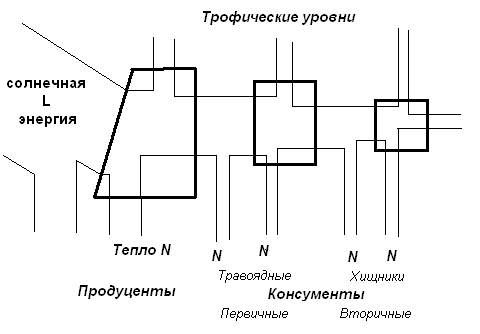 Трофические уровни
солнечная
L
энергия
Тепло N
N
N
N
N
Травоядные
Хищники
Продуценты
Консументы
Первичные
Вторичные